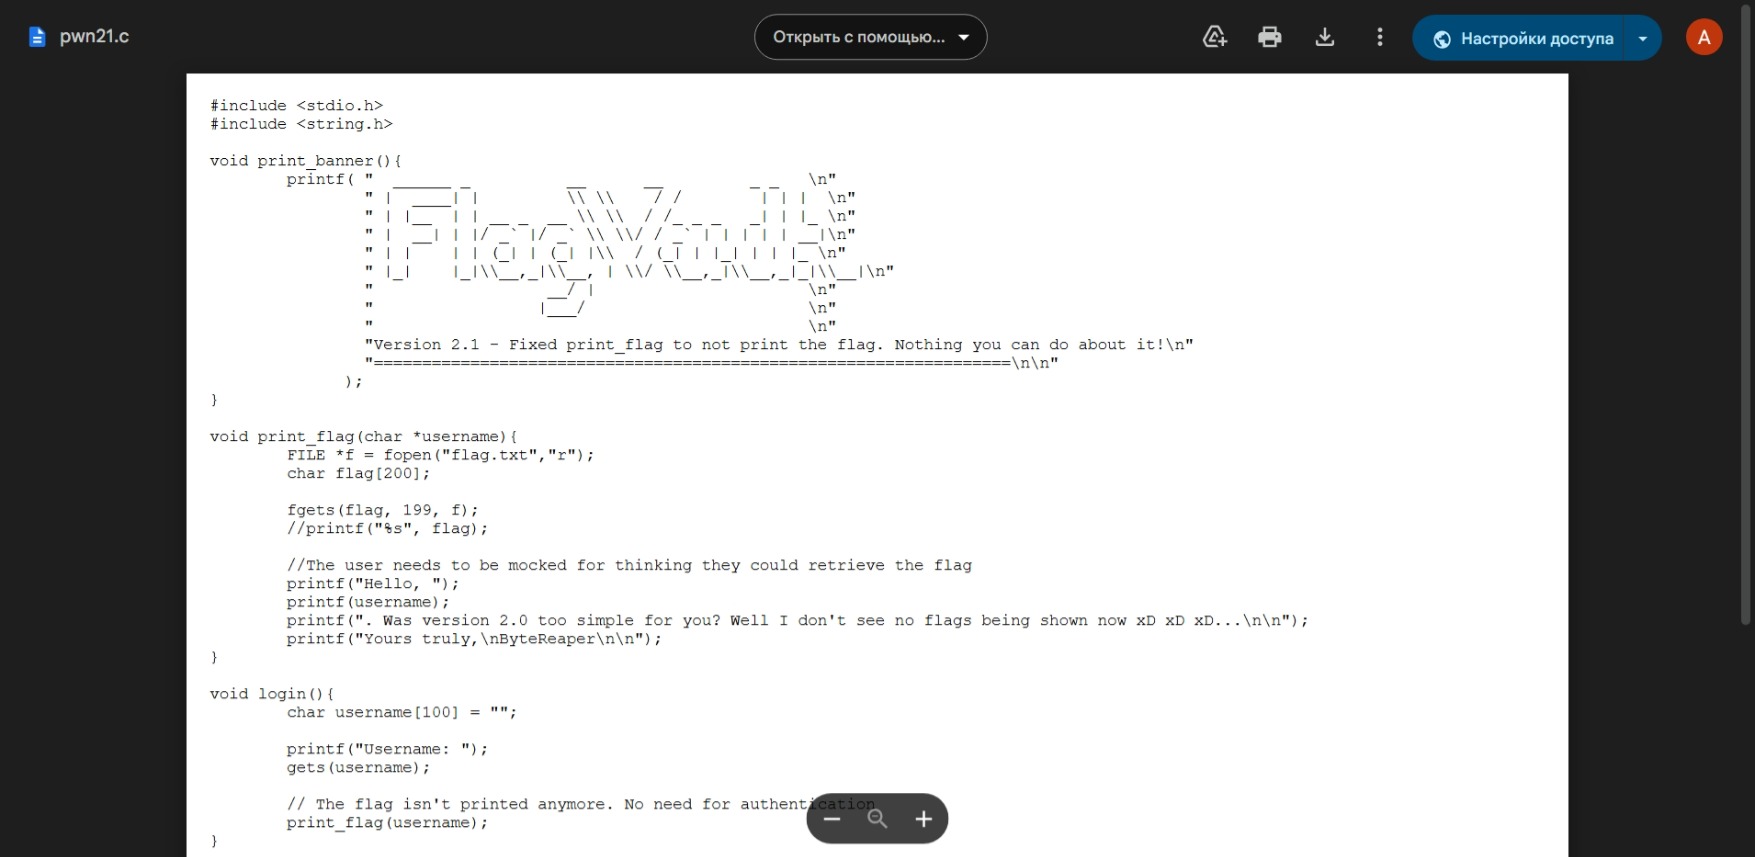 pwn21.c
Открыть с помощью...
Настройки доступа
A
#include <stdio.h>
#include <string.h>
void print_banner(){
printf( "  ______ _          __      __         _ _   \n"
" |  ____| |         \\ \\    / /        | | |  \n"
" | |__  | | __ _  __ \\ \\  / /_ _ _   _| | |_ \n"
" |  __| | |/ _` |/ _` \\ \\/ / _` | | | | | __|\n"
" | |    | | (_| | (_| |\\  / (_| | |_| | | |_ \n"
" |_|    |_|\\__,_|\\__, | \\/ \\__,_|\\__,_|_|\\__|\n"
"                  __/ |                      \n"
"                 |___/                       \n"
"                                             \n"
"Version 2.1 - Fixed print_flag to not print the flag. Nothing you can do about it!\n"
"==================================================================\n\n"
);
}
void print_flag(char *username){
FILE *f = fopen("flag.txt","r");
char flag[200];
fgets(flag, 199, f);
//printf("%s", flag);
//The user needs to be mocked for thinking they could retrieve the flag
printf("Hello, ");
printf(username);
printf(". Was version 2.0 too simple for you? Well I don't see no flags being shown now xD xD xD...\n\n");
printf("Yours truly,\nByteReaper\n\n");
}
void login(){
char username[100] = "";
printf("Username: ");
gets(username);
// The flag isn't printed anymore. No need for authentication
print_flag(username);
}